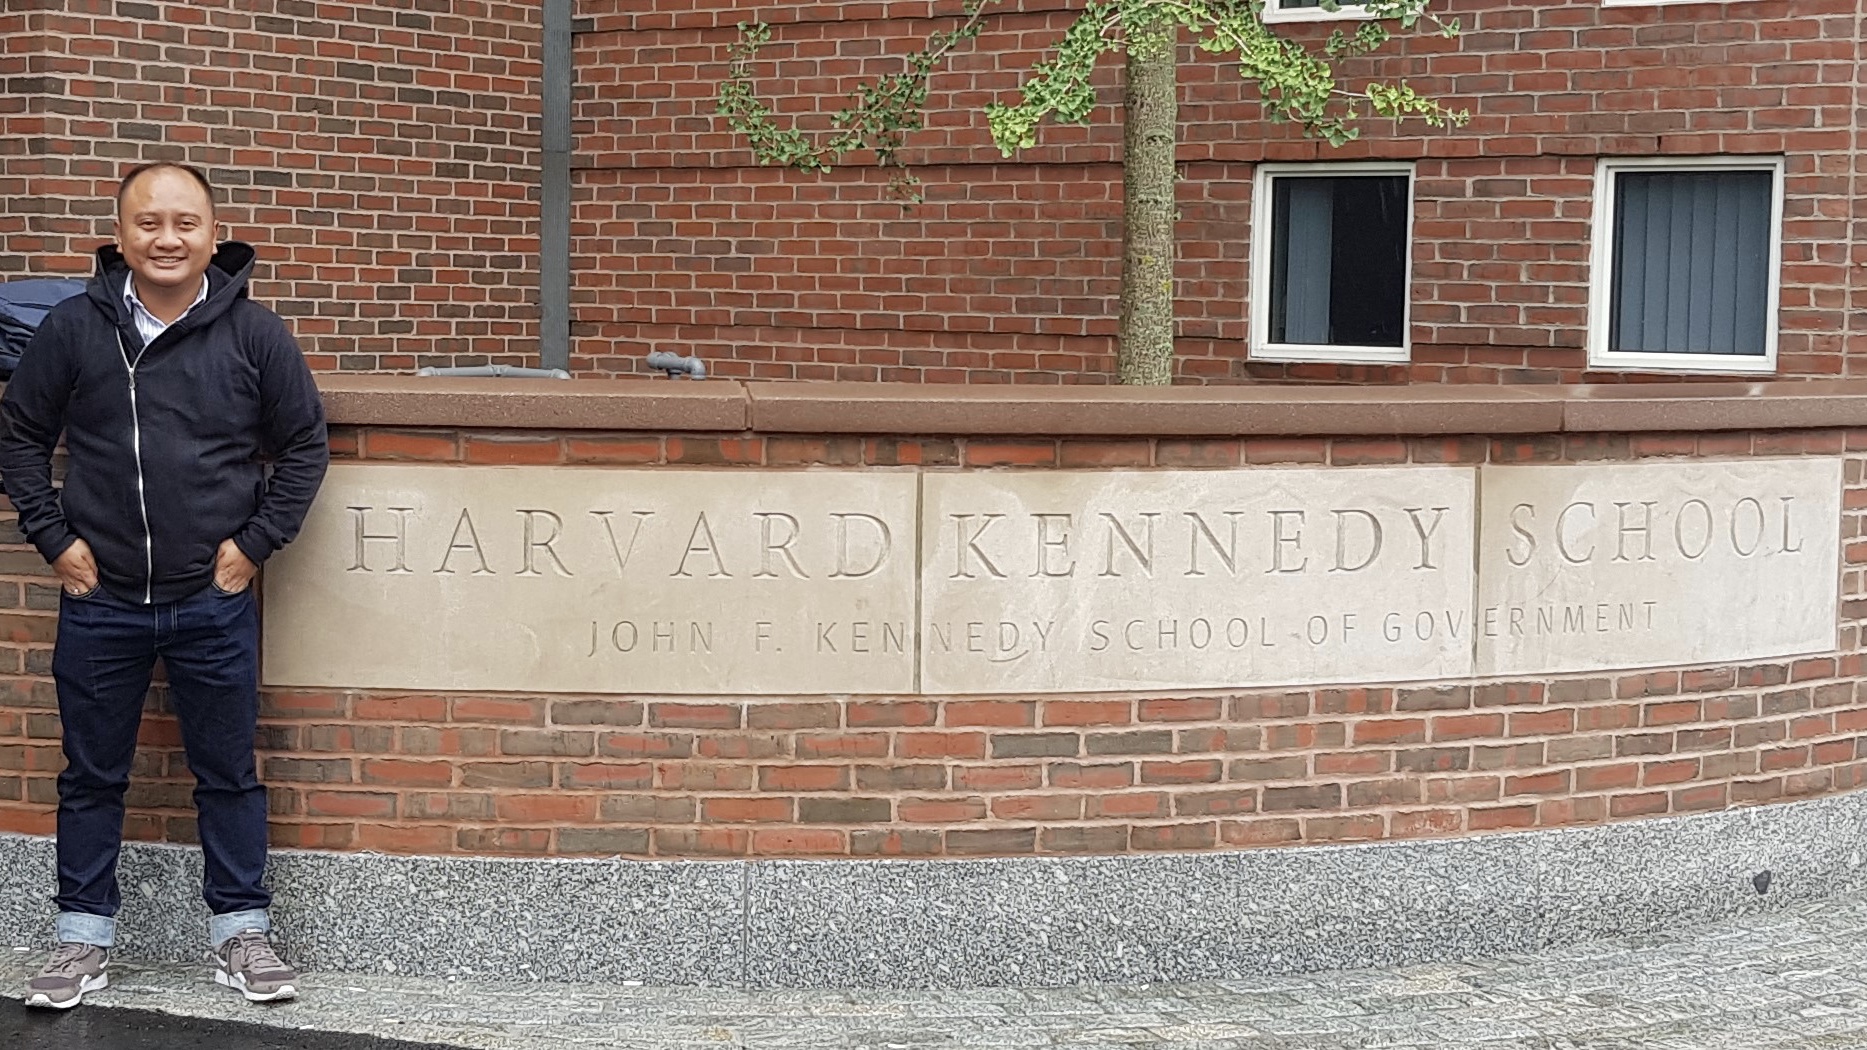 HARVARD KENNEDY SCHOOL
JOHN F. KENNEDY SCHOOL OF GOVERNMENT